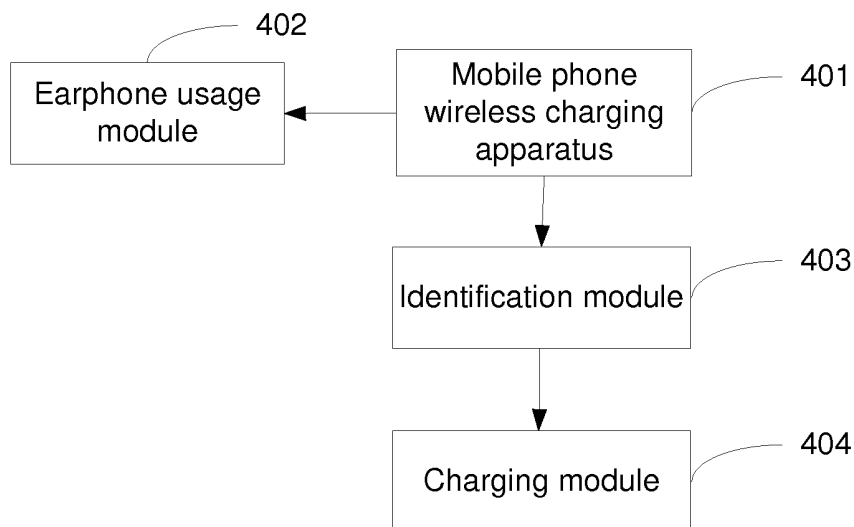 402
Earphone usage
module
Mobile phone
wireless charging
apparatus
401
Identification module
403
Charging module
404